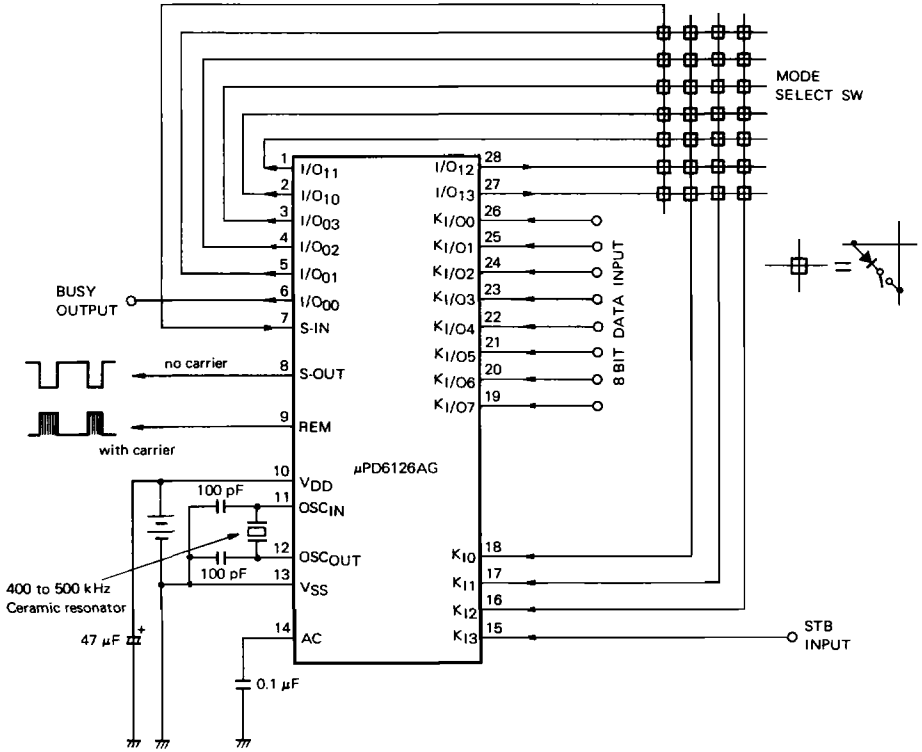 MODE
SELECT SW
1
I/O11
I/O12
28
2
I/O10
I/O13
27
3
I/O03
KI/O0
26
4
I/O02
KI/O1
25
5
I/O01
KI/O2
24
BUSY
OUTPUT
6
I/O00
KI/O3
23
7
S-IN
KI/O4
22
8 BIT DATA INPUT
=
no carrier
8
S-OUT
KI/O5
21
KI/O6
20
9
REM
KI/O7
19
with carrier
µPD6126AG
10
VDD
100 pF
11
OSCIN
12
OSCOUT
100 pF
13
VSS
400 to 500 kHz
Ceramic resonator
KI0
18
KI1
17
KI2
16
47 µF
+
14
AC
KI3
15
STB
INPUT
0.1 µF